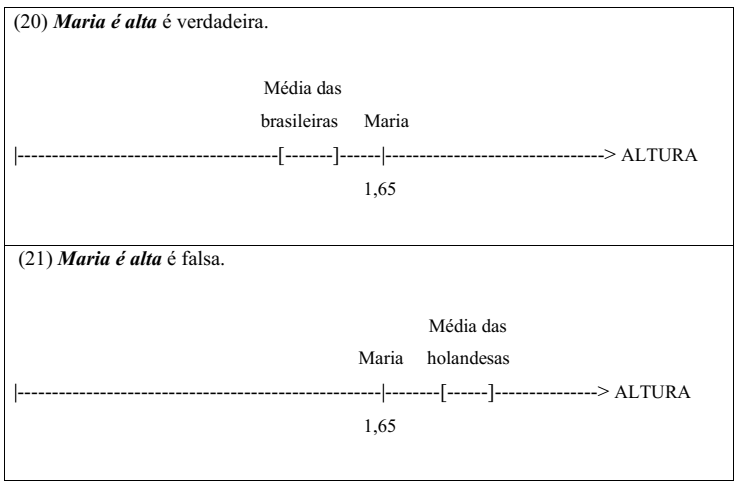 (20) Maria é alta é verdadeira.
Média das
brasileiras Maria
|--------------------------------------[-------]------|--------------------------------> ALTURA
1,65
(21) Maria é alta é falsa.
Média das
Maria holandesas
|-----------------------------------------------------|--------[------]---------------> ALTURA
1,65